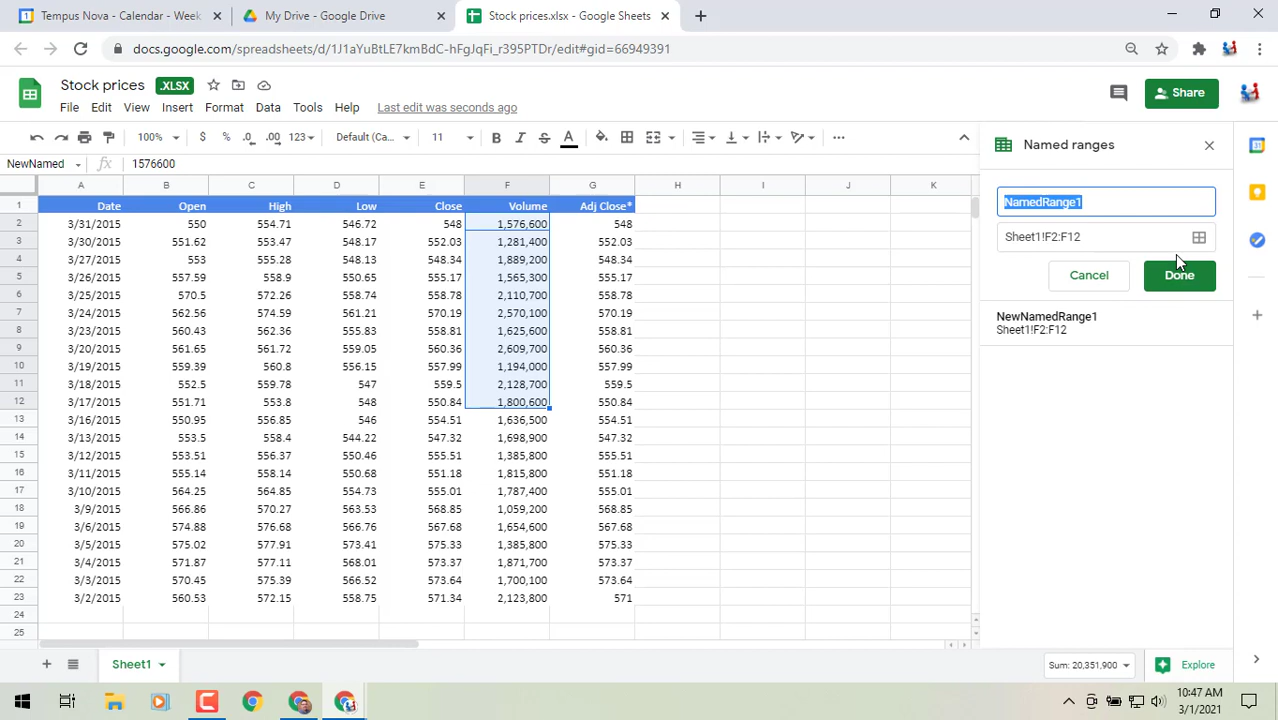 Tempus Nova - Calendar - Week
My Drive - Google Drive
Stock prices.xlsx - Google Sheets
docs.google.com/spreadsheets/d/1J1aYuBtLE7kmBdC-hFgJqFi_r395PTDr/edit#gid=66949391
Stock prices .XLSX
File Edit View Insert Format Data Tools Help Last edit was seconds ago
Share
100% $ % .0 .00 123 Default (Ca... 11 B I S A
NewNamed fx 1576600
A B C D E F G H I J K
1 Date Open High Low Close Volume Adj Close*
2 3/31/2015 550 554.71 546.72 548 1,576,600 548
3 3/30/2015 551.62 553.47 548.17 552.03 1,281,400 552.03
4 3/27/2015 553 555.28 548.13 548.34 1,889,200 548.34
5 3/26/2015 557.59 558.9 550.65 555.17 1,565,300 555.17
6 3/25/2015 570.5 572.26 558.74 558.78 2,110,700 558.78
7 3/24/2015 562.56 574.59 561.21 570.19 2,570,100 570.19
8 3/23/2015 560.43 562.36 555.83 558.81 1,625,600 558.81
9 3/20/2015 561.65 561.72 559.05 560.36 2,609,700 560.36
10 3/19/2015 559.39 560.8 556.15 557.99 1,194,000 557.99
11 3/18/2015 552.5 559.78 547 559.5 2,128,700 559.5
12 3/17/2015 551.71 553.8 548 550.84 1,800,600 550.84
13 3/16/2015 550.95 556.85 546 554.51 1,636,500 554.51
14 3/13/2015 553.5 558.4 544.22 547.32 1,698,900 547.32
15 3/12/2015 553.51 556.37 550.46 555.51 1,385,800 555.51
16 3/11/2015 555.14 558.14 550.68 551.18 1,815,800 551.18
17 3/10/2015 564.25 564.85 554.73 555.01 1,787,400 555.01
18 3/9/2015 566.86 570.27 563.53 568.85 1,059,200 568.85
19 3/6/2015 574.88 576.68 566.76 567.68 1,654,600 567.68
20 3/5/2015 575.02 577.91 573.41 575.33 1,385,800 575.33
21 3/4/2015 571.87 577.11 568.01 573.37 1,871,700 573.37
22 3/3/2015 570.45 575.39 566.52 573.64 1,700,100 573.64
23 3/2/2015 560.53 572.15 558.75 571.34 2,123,800 571
24
25
Named ranges
NamedRange1
Sheet1!F2:F12
Cancel Done
NewNamedRange1
Sheet1!F2:F12
Sheet1
Sum: 20,351,900
Explore
10:47 AM
3/1/2021